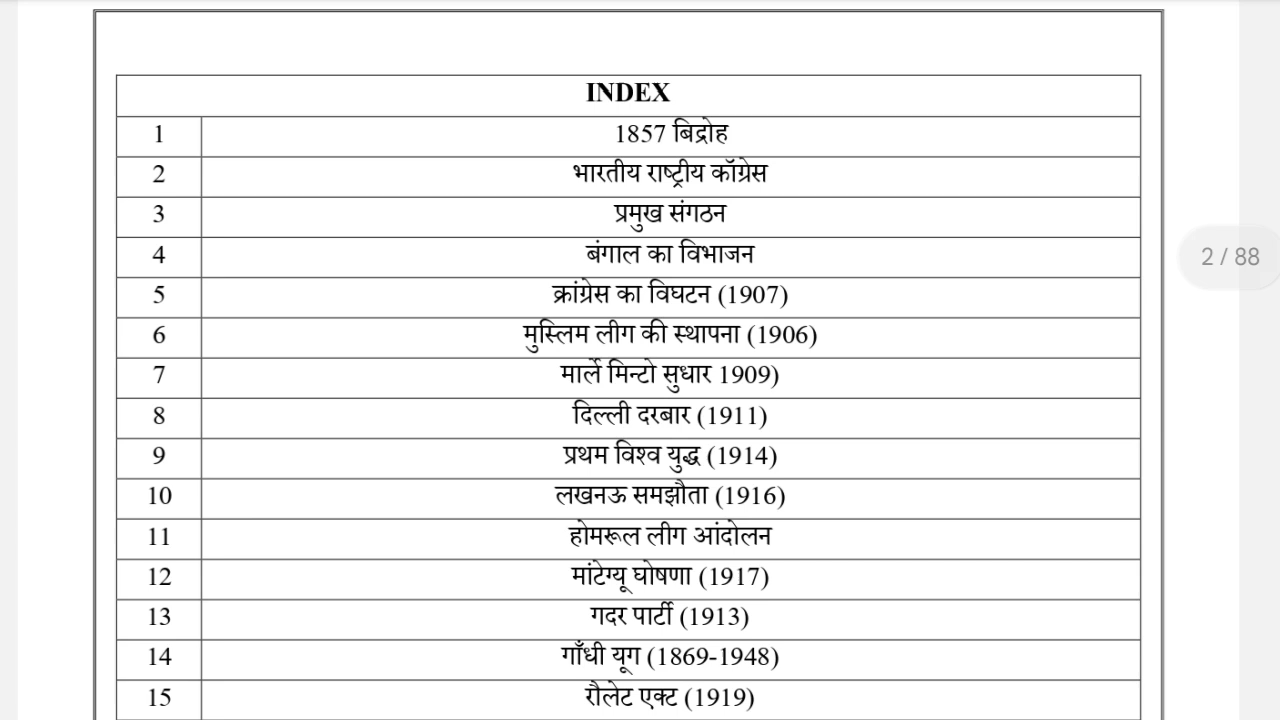 INDEX
1 1857 बिद्रोह
2 भारतीय राष्ट्रीय कॉग्रेस
3 प्रमुख संगठन
4 बंगाल का विभाजन
5 क्रांग्रेस का विघटन (1907)
6 मुस्लिम लीग की स्थापना (1906)
7 मार्ले मिन्टो सुधार 1909)
8 दिल्ली दरबार (1911)
9 प्रथम विश्व युद्ध (1914)
10 लखनऊ समझौता (1916)
11 होमरूल लीग आंदोलन
12 मांटेग्यू घोषणा (1917)
13 गदर पार्टी (1913)
14 गाँधी यूग (1869-1948)
15 रौलेट एक्ट (1919)
2 / 88